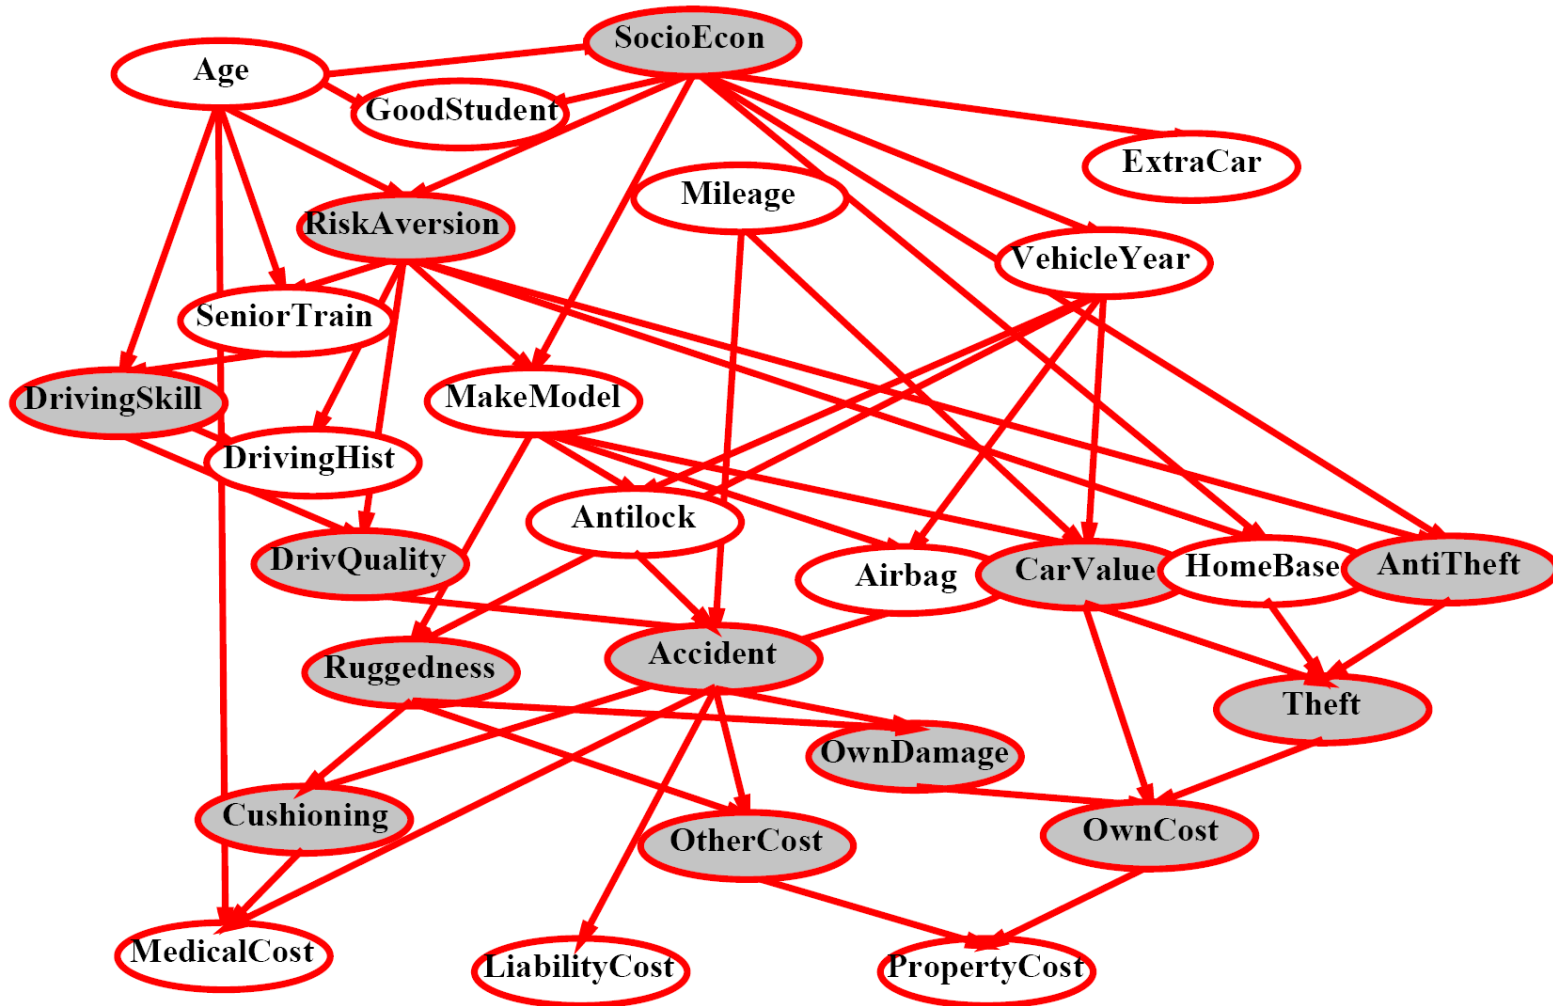 SocioEcon
Age
GoodStudent
ExtraCar
Mileage
RiskAversion
VehicleYear
SeniorTrain
DrivingSkill
MakeModel
DrivingHist
Antilock
DrivQuality
Airbag
CarValue
HomeBase
AntiTheft
Ruggedness
Accident
Theft
OwnDamage
Cushioning
OtherCost
OwnCost
MedicalCost
LiabilityCost
PropertyCost